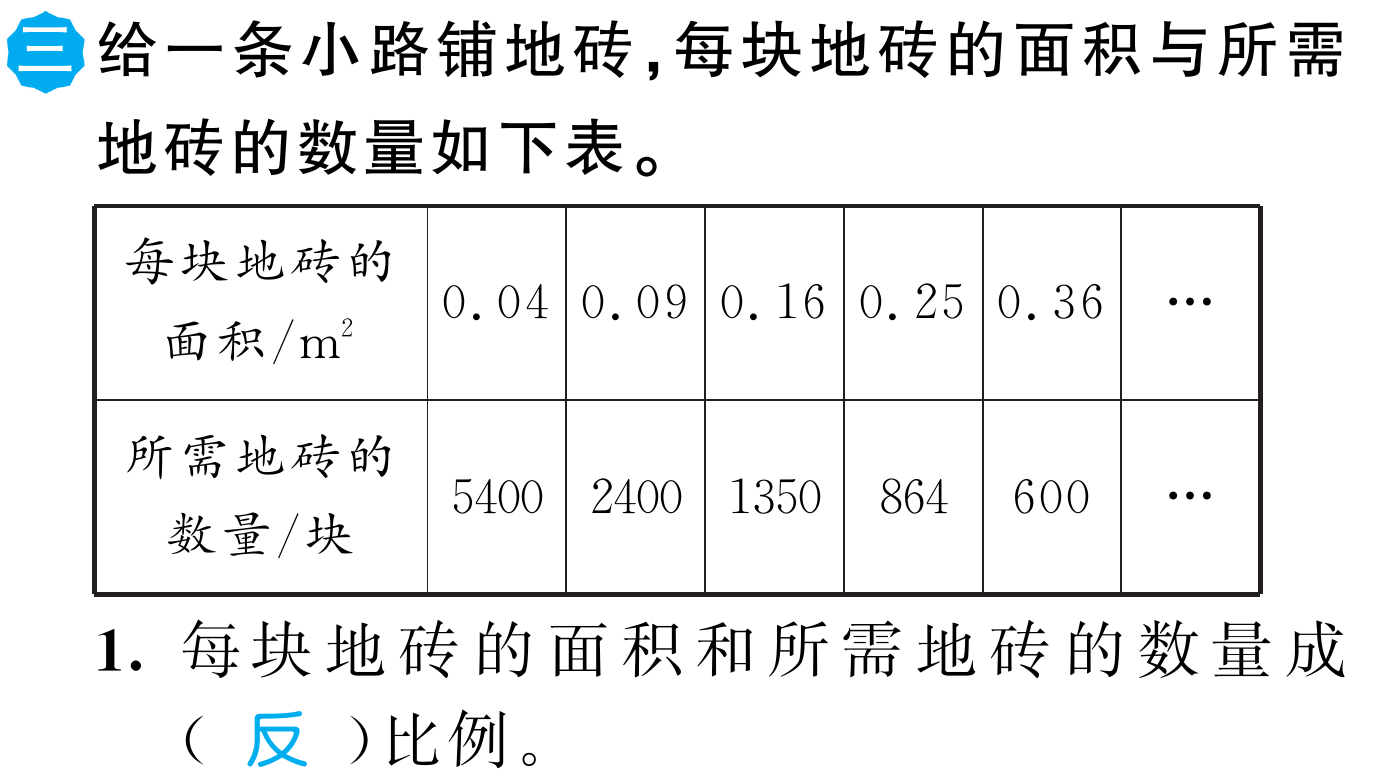 三 给一条小路铺地砖,每块地砖的面积与所需
地砖的数量如下表。
每块地砖的
面积/m²
0.04 0.09 0.16 0.25 0.36 …
所需地砖的
数量/块
5400 2400 1350 864 600 …
1. 每块地砖的面积和所需地砖的数量成
( 反 )比例。